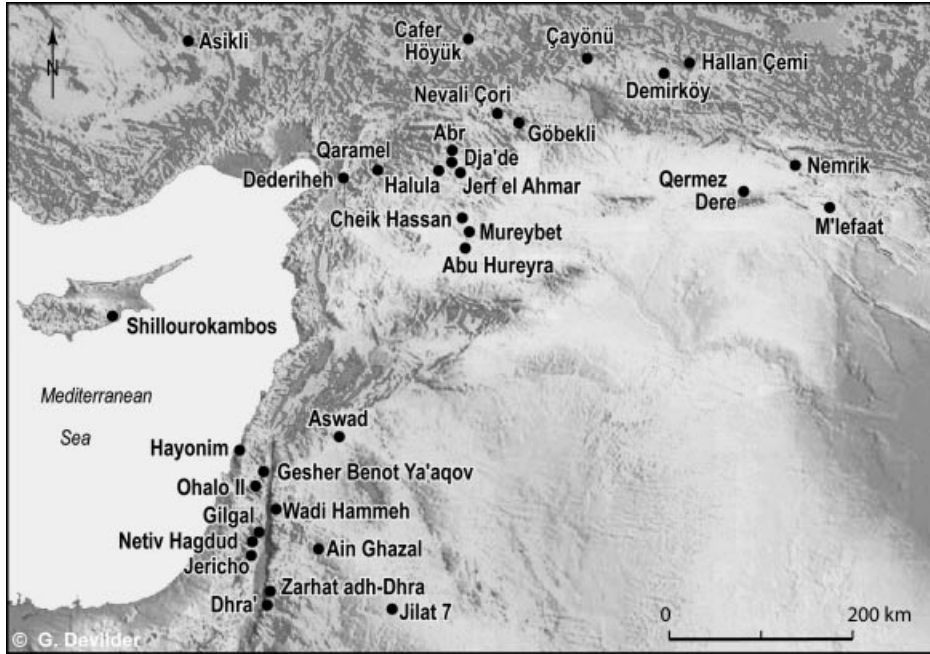 Asikli
Cafer
Höyük
Çayönü
Hallan Çemi
Demirköy
Nevali Çori
Göbekli
Abr
Qaramel
Dja'de
Nemrik
Dederiheh
Halula
Jerf el Ahmar
Qermez
Dere
M'lefaat
Cheik Hassan
Mureybet
Abu Hureyra
Shillourokambos
Mediterranean
Sea
Aswad
Hayonim
Gesher Benot Ya'aqov
Ohalo II
Wadi Hammeh
Gilgal
Netiv Hagdud
Ain Ghazal
Jericho
Zarhat adh-Dhra
Dhra'
Jilat 7
0 200 km
N
© G. Devilder